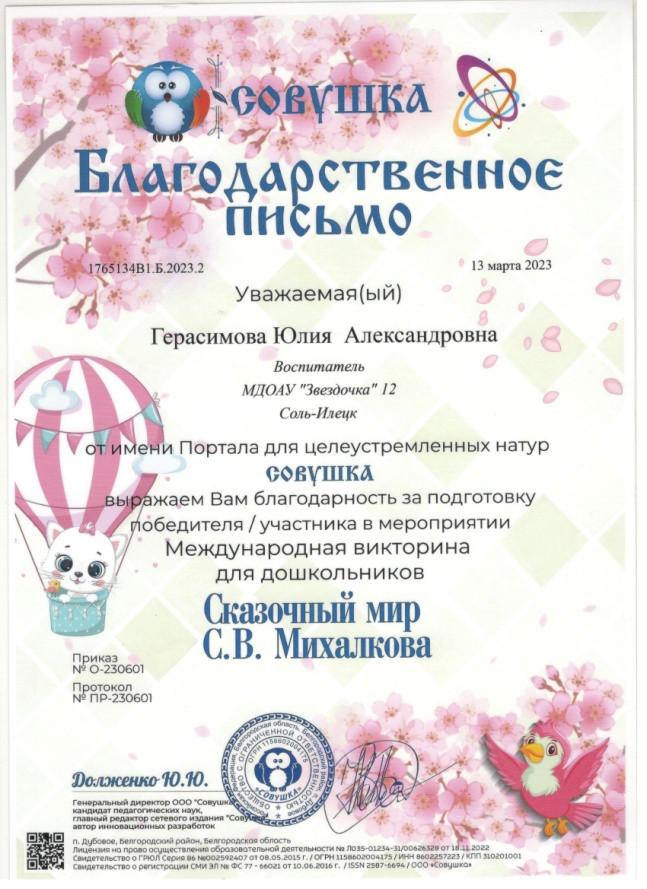 СОВУШКА
Благодарственное
письмо
1765134В1.Б.2023.2
13 марта 2023
Уважаемая(ый)
Герасимова Юлия Александровна
Воспитатель
МДОАУ "Звездочка" 12
Соль-Илецк
от имени Портала для целеустремленных натур
СОВУШКА
выражаем Вам благодарность за подготовку
победителя / участника в мероприятии
Международная викторина
для дошкольников
Сказочный мир
С.В. Михалкова
Приказ
№ О-230601
Протокол
№ ПР-230601
Долженко Ю.Ю.
Генеральный директор ООО "Совушка
кандидат педагогических наук,
главный редактор сетевого издания "Совушка
автор инновационных разработок
ОГРН 1158602004175
ОБЩЕСТВО С ОГРАНИЧЕННОЙ ОТВЕТСТВЕННОСТЬЮ
«СОВУШКА»
п. Дубовое, Белгородский район, Белгородская область
Лицензия на право осуществления образовательной деятельности № Л035-01234-31/00626328 от 18.11.2022
Свидетельство о ГРЮЛ Серия 86 №002592407 от 08.05.2015 г. / ОГРН 1158602004175 / ИНН 8602257223 / КПП 310201001
Свидетельство о регистрации СМИ ЭЛ № ФС 77 - 66021 от 10.06.2016 г. / ISSN 2587-6694 / ООО «Совушка»